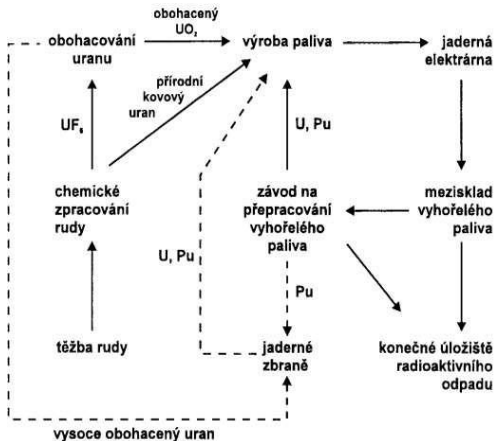 obohacený
UO₂
obohacování
uranu
výroba paliva
jaderná
elektrárna
přírodní
kovový
uran
UF₆
U, Pu
chemické
zpracování
rudy
závod na
přepracování
vyhořelého
paliva
mezisklad
vyhořelého
paliva
U, Pu
Pu
těžba rudy
jaderné
zbraně
konečné úložiště
radioaktivního
odpadu
vysoce obohacený uran